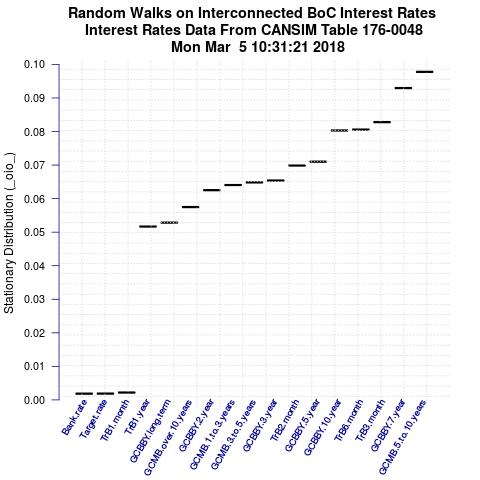 Random Walks on Interconnected BoC Interest Rates
Interest Rates Data From CANSIM Table 176-0048
Mon Mar  5 10:31:21 2018
Stationary Distribution (_oio_)
0.10
0.09
0.08
0.07
0.06
0.05
0.04
0.03
0.02
0.01
0.00
Bank.rate
Target.rate
TrB1.month
TrB1.year
GCBBY.long.term
GCMB.over.10.years
GCBBY.2.year
GCMB.1.to.3.years
GCMB.3.to.5.years
GCBBY.3.year
TrB2.month
GCBBY.5.year
GCBBY.10.year
TrB6.month
TrB3.month
GCBBY.7.year
GCMB.5.to.10.years